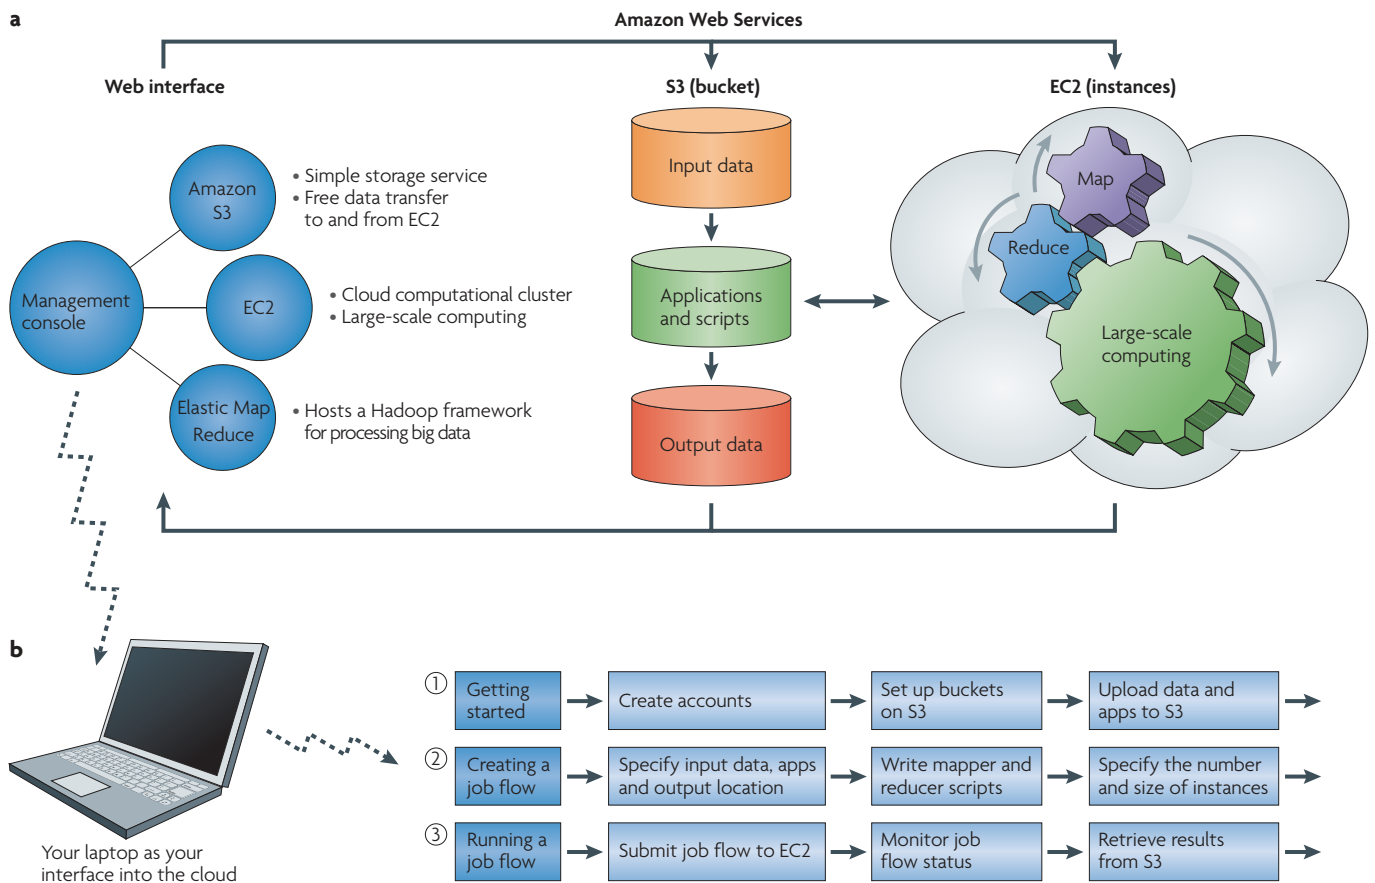 a
Amazon Web Services
Web interface
S3 (bucket)
EC2 (instances)
Management
console
Amazon
S3
• Simple storage service
• Free data transfer
to and from EC2
EC2
• Cloud computational cluster
• Large-scale computing
Elastic Map
Reduce
• Hosts a Hadoop framework
for processing big data
Input data
Applications
and scripts
Output data
Map
Reduce
Large-scale
computing
b
Your laptop as your
interface into the cloud
1
Getting
started
Create accounts
Set up buckets
on S3
Upload data and
apps to S3
2
Creating a
job flow
Specify input data, apps
and output location
Write mapper and
reducer scripts
Specify the number
and size of instances
3
Running a
job flow
Submit job flow to EC2
Monitor job
flow status
Retrieve results
from S3